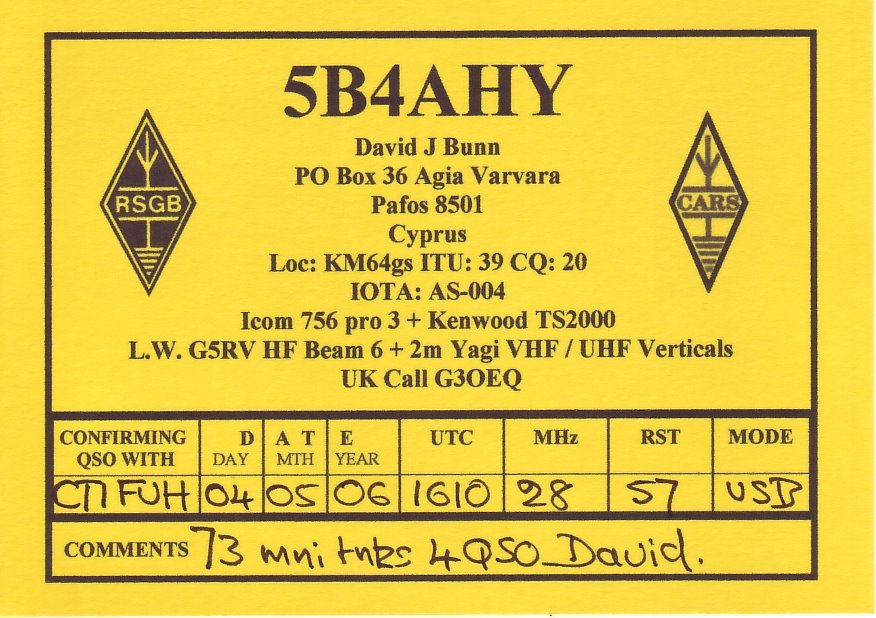 5B4AHY
David J Bunn
PO Box 36 Agia Varvara
Pafos 8501
Cyprus
Loc: KM64gs ITU: 39 CQ: 20
IOTA: AS-004
Icom 756 pro 3 + Kenwood TS2000
L.W. G5RV HF Beam 6 + 2m Yagi VHF / UHF Verticals
UK Call G3OEQ
RSGB
CARS
CONFIRMING QSO WITH D A T E UTC MHz RST MODE
DAY MTH YEAR
CT1FUH 04 05 06 1610 28 57 USB
COMMENTS 73 mni tnks 4 QSO David.